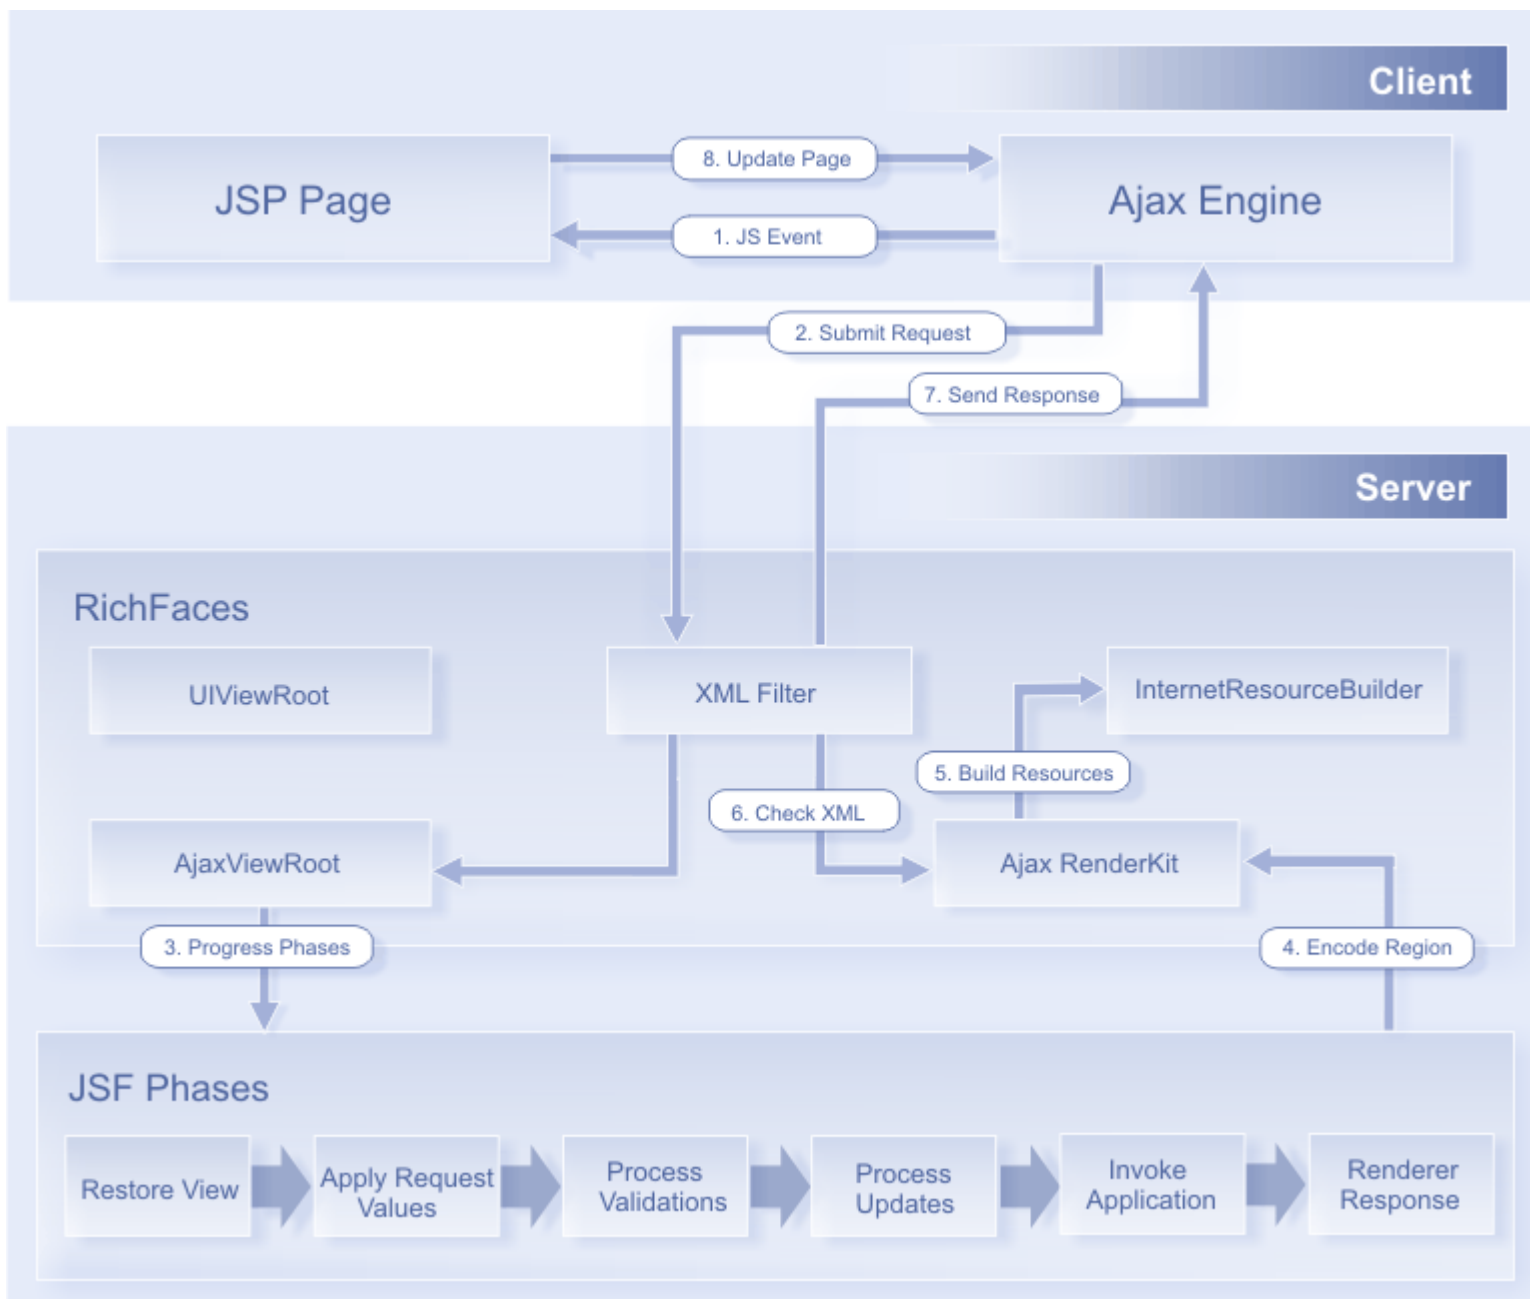 Client
JSP Page
8. Update Page
Ajax Engine
1. JS Event
2. Submit Request
7. Send Response
Server
RichFaces
UIViewRoot
XML Filter
InternetResourceBuilder
5. Build Resources
6. Check XML
AjaxViewRoot
Ajax RenderKit
3. Progress Phases
4. Encode Region
JSF Phases
Restore View
Apply Request
Values
Process
Validations
Process
Updates
Invoke
Application
Renderer
Response